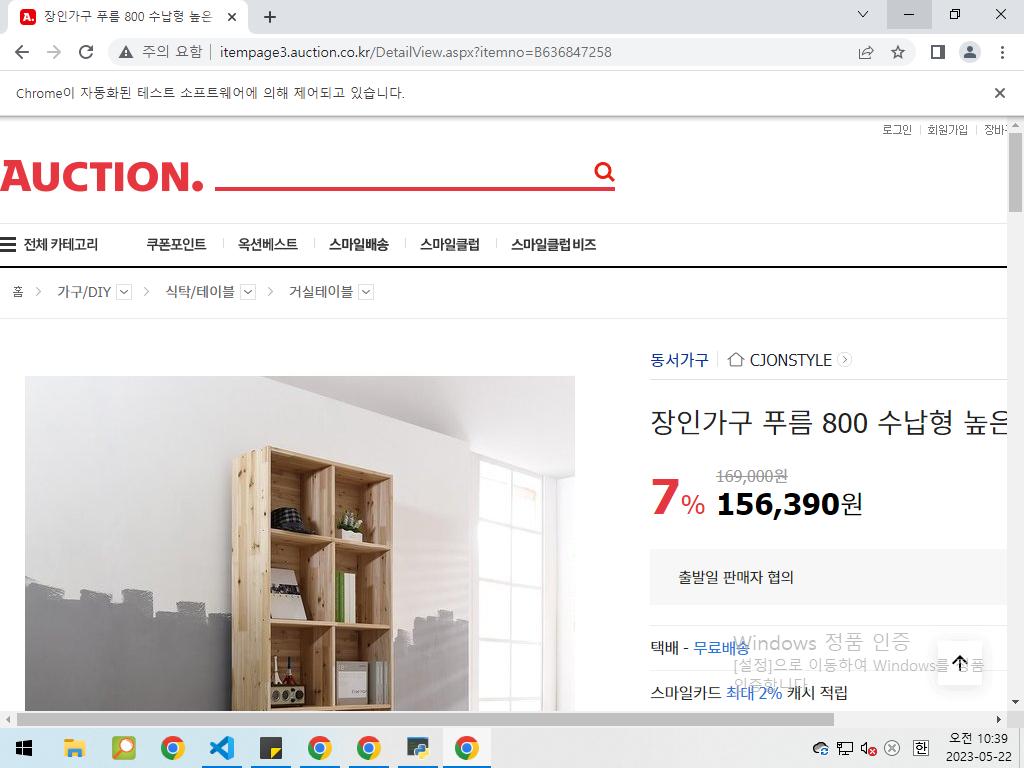 장인가구 푸름 800 수납형 높은
주의 요함
itempage3.auction.co.kr/DetailView.aspx?itemno=B636847258
Chrome이 자동화된 테스트 소프트웨어에 의해 제어되고 있습니다.
로그인 회원가입 장바
AUCTION.
전체 카테고리 쿠폰포인트 옥션베스트 스마일배송 스마일클럽 스마일클럽 비즈
홈 가구/DIY 식탁/테이블 거실테이블
동서가구 CJONSTYLE
장인가구 푸름 800 수납형 높은
169,000원
7% 156,390원
출발일 판매자 협의
택배 - 무료배송
Windows 정품 인증
[설정]으로 이동하여 Windows를 정품
인증합니다.
스마일카드 최대 2% 캐시 적립
한
오전 10:39
2023-05-22